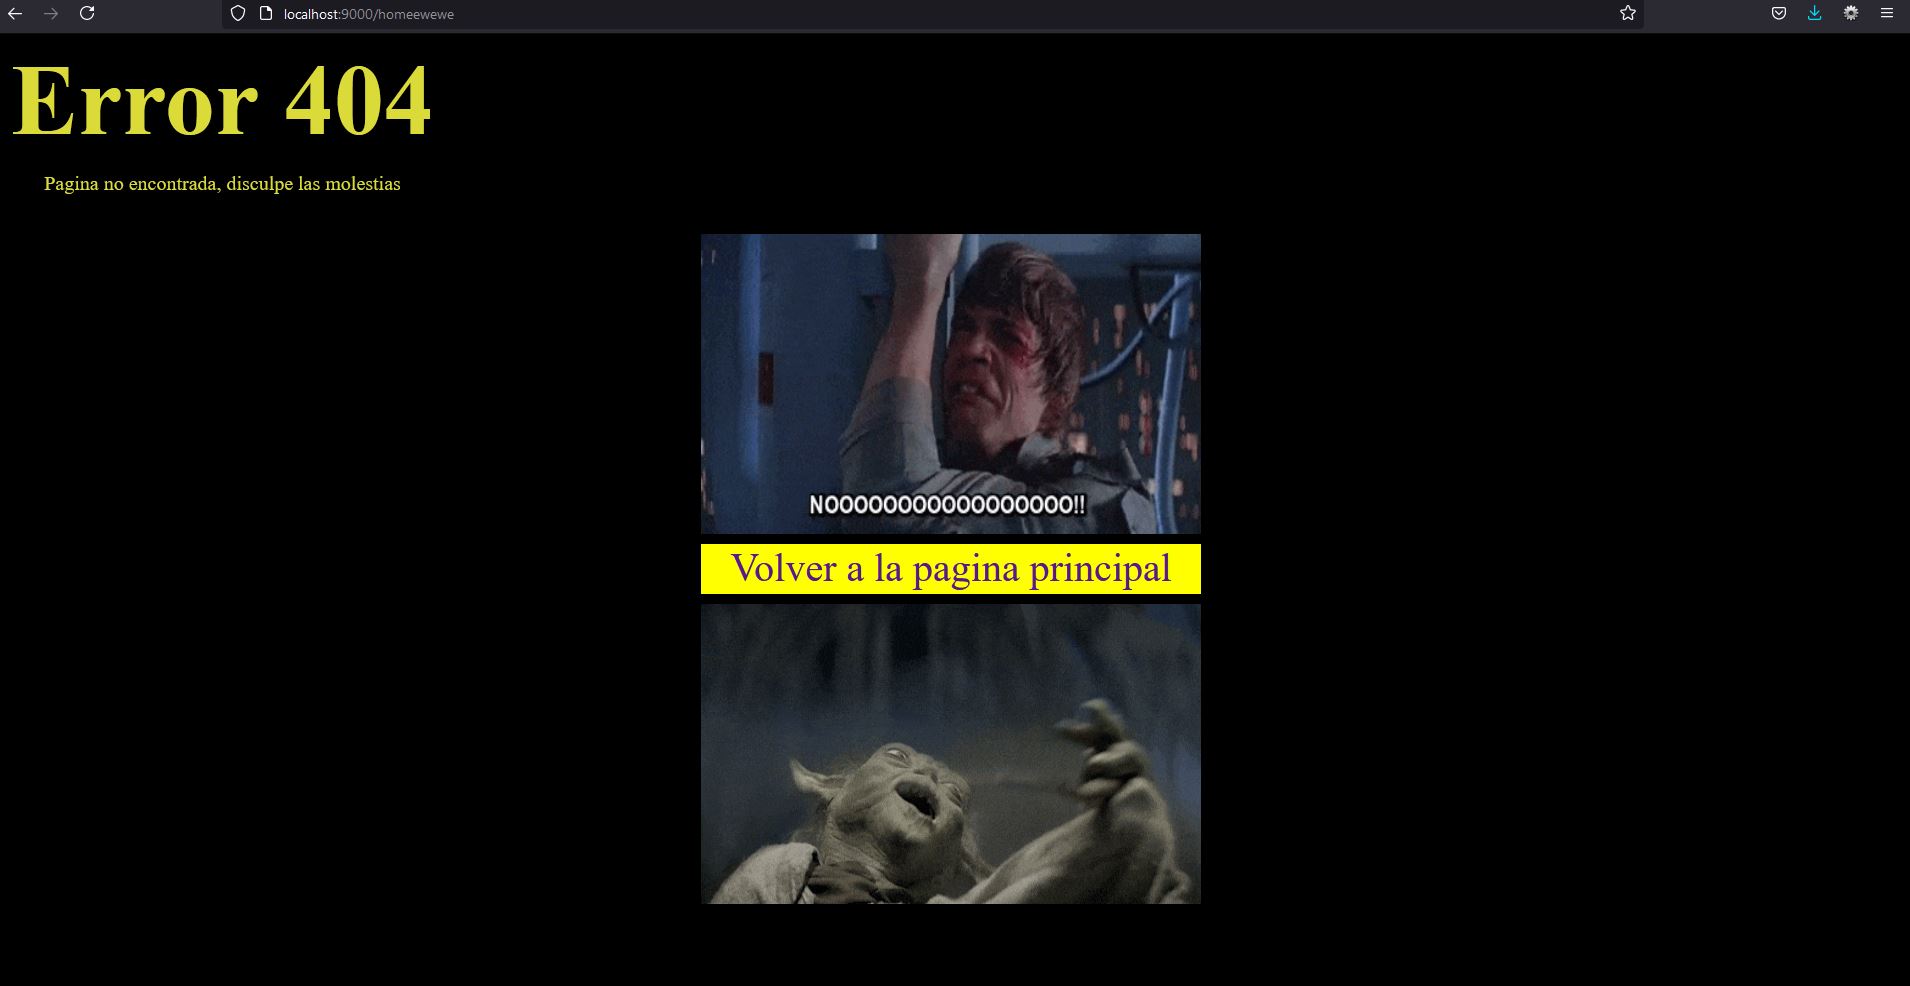 localhost:9000/homeewewe
Error 404
Pagina no encontrada, disculpe las molestias
NOOOOOOOOOOOOOOOOO!!
Volver a la pagina principal